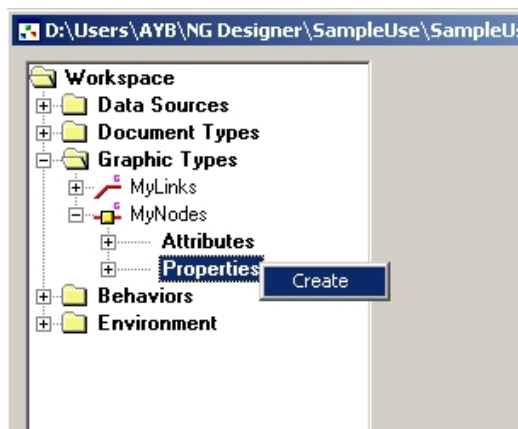 D:\Users\AYB\NG Designer\SampleUse\SampleU
Workspace
Data Sources
Document Types
Graphic Types
MyLinks
MyNodes
Attributes
Properties
Create
Behaviors
Environment